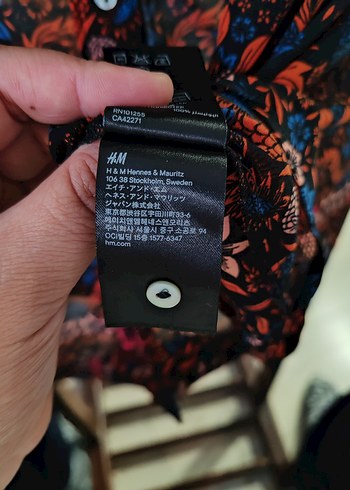 RN101255
CA42271
H&M
H & M Hennes & Mauritz
106 38 Stockholm, Sweden
エイチ・アンド・エム
ヘネス・アンド・マウリッツ
ジャパン株式会社
東京都渋谷区宇田川町33-6
에이치앤엠헤네스앤모리츠
주식회사 서울시 중구 소공로 94
OCI빌딩 15층 1577-6347
hm.com